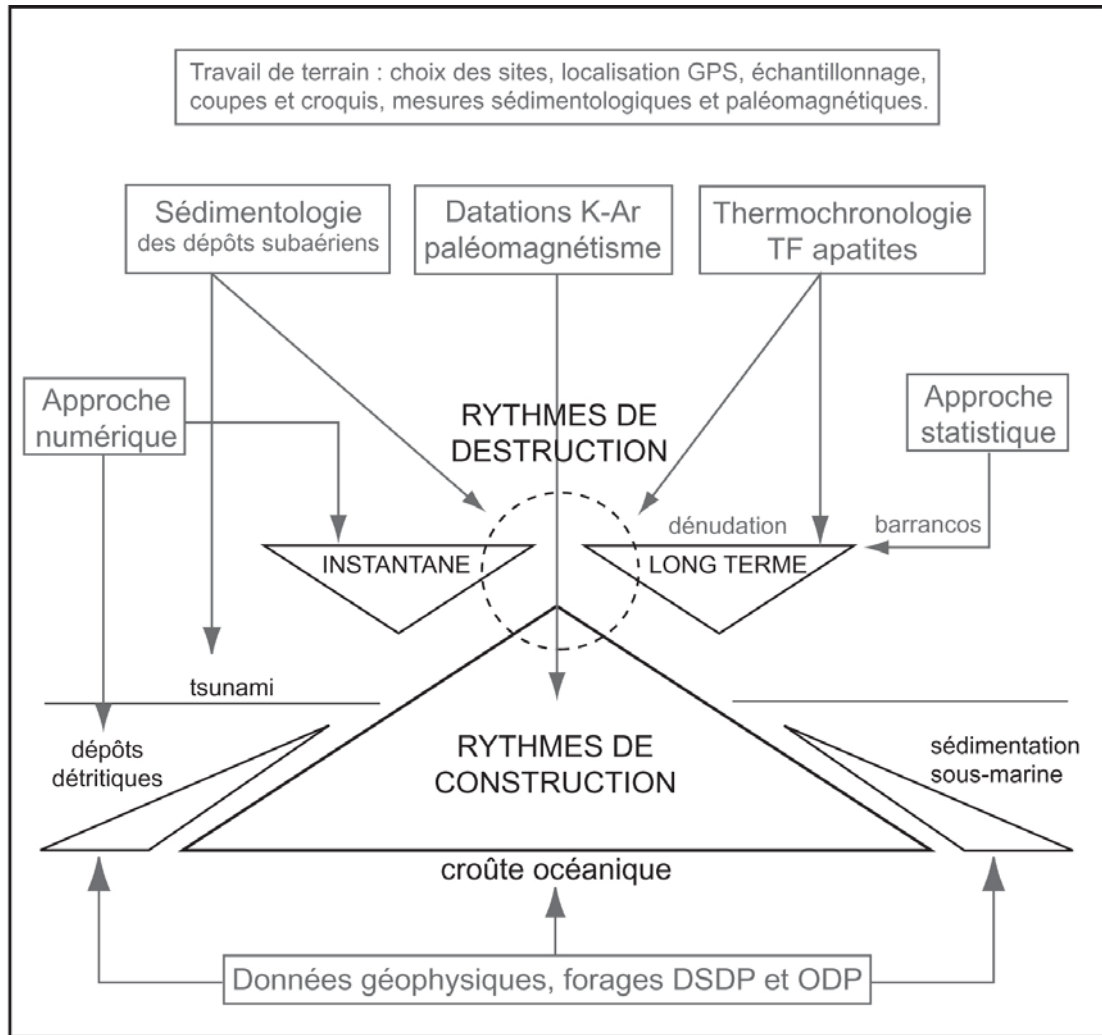 Travail de terrain : choix des sites, localisation GPS, échantillonnage,
coupes et croquis, mesures sédimentologiques et paléomagnétiques.
Sédimentologie
des dépôts subaériens
Datations K-Ar
paléomagnétisme
Thermochronologie
TF apatites
Approche
numérique
RYTHMES DE
DESTRUCTION
Approche
statistique
dénudation
barrancos
INSTANTANE
LONG TERME
tsunami
dépôts
détritiques
RYTHMES DE
CONSTRUCTION
sédimentation
sous-marine
croûte océanique
Données géophysiques, forages DSDP et ODP